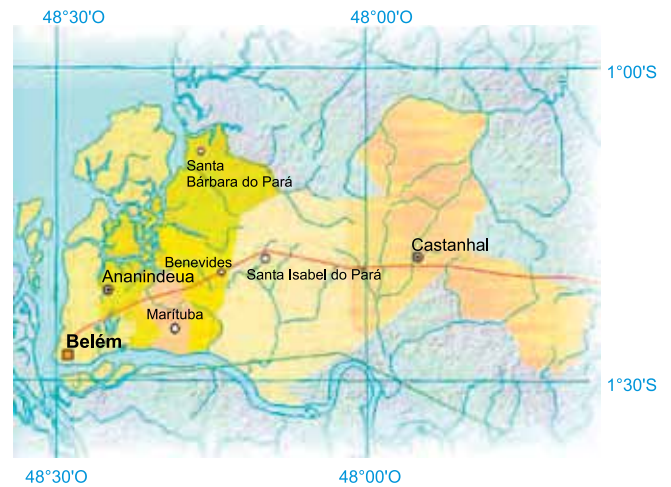 48°30'O 48°00'O
1°00'S
Santa
Bárbara do Pará
Castanhal
Benevides
Santa Isabel do Pará
Ananindeua
Marítuba
Belém
1°30'S
48°30'O 48°00'O